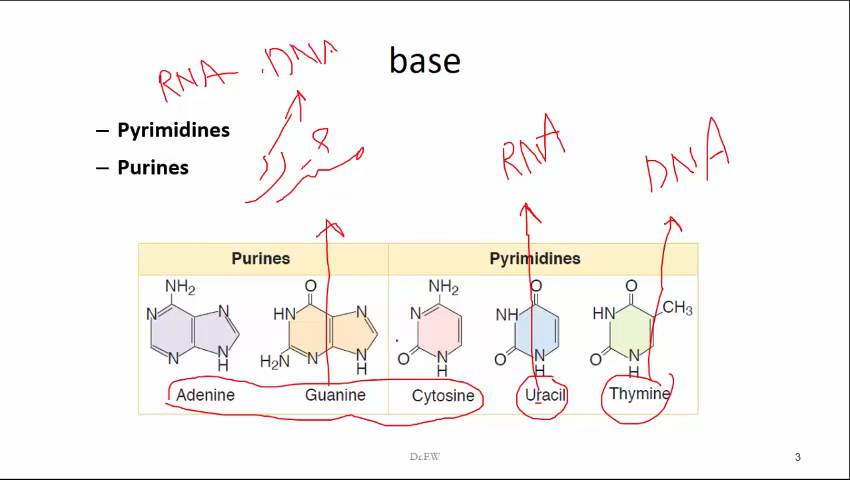 base
RNA DNA
– Pyrimidines
– Purines
RNA
DNA
Purines Pyrimidines
NH₂ O NH₂ O O
N N HN N N NH HN CH₃
N N H₂N N N O N O N O N
H H H H H
Adenine Guanine Cytosine Uracil Thymine
Dr.F.W
3